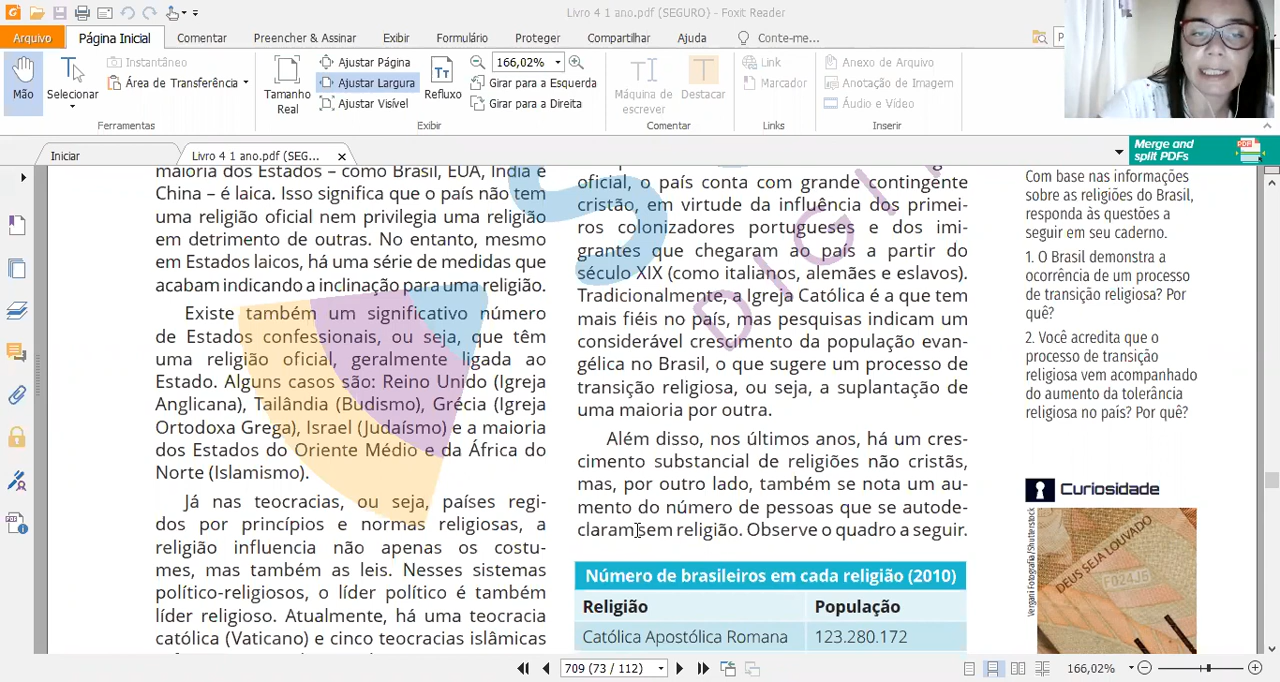 Livro 4 1 ano.pdf (SEGURO) - Foxit Reader
Arquivo
Página Inicial
Comentar
Preencher & Assinar
Exibir
Formulário
Proteger
Compartilhar
Ajuda
Conte-me...
Mão
Selecionar
Instantâneo
Área de Transferência
Ferramentas
Tamanho
Real
Ajustar Página
Ajustar Largura
Ajustar Visível
Refluxo
166,02%
Girar para a Esquerda
Girar para a Direita
Exibir
Máquina de
escrever
Destacar
Comentar
Link
Marcador
Links
Anexo de Arquivo
Anotação de Imagem
Áudio e Vídeo
Inserir
Iniciar
Livro 4 1 ano.pdf (SEG...
Merge and
split PDFs
maioria dos Estados – como Brasil, EUA, Índia e
China – é laica. Isso significa que o país não tem
uma religião oficial nem privilegia uma religião
em detrimento de outras. No entanto, mesmo
em Estados laicos, há uma série de medidas que
acabam indicando a inclinação para uma religião.
Existe também um significativo número
de Estados confessionais, ou seja, que têm
uma religião oficial, geralmente ligada ao
Estado. Alguns casos são: Reino Unido (Igreja
Anglicana), Tailândia (Budismo), Grécia (Igreja
Ortodoxa Grega), Israel (Judaísmo) e a maioria
dos Estados do Oriente Médio e da África do
Norte (Islamismo).
Já nas teocracias, ou seja, países regi-
dos por princípios e normas religiosas, a
religião influencia não apenas os costu-
mes, mas também as leis. Nesses sistemas
político-religiosos, o líder político é também
líder religioso. Atualmente, há uma teocracia
católica (Vaticano) e cinco teocracias islâmicas
oficial, o país conta com grande contingente
cristão, em virtude da influência dos primei-
ros colonizadores portugueses e dos imi-
grantes que chegaram ao país a partir do
século XIX (como italianos, alemães e eslavos).
Tradicionalmente, a Igreja Católica é a que tem
mais fiéis no país, mas pesquisas indicam um
considerável crescimento da população evan-
gélica no Brasil, o que sugere um processo de
transição religiosa, ou seja, a suplantação de
uma maioria por outra.
Além disso, nos últimos anos, há um cres-
cimento substancial de religiões não cristãs,
mas, por outro lado, também se nota um au-
mento do número de pessoas que se autode-
claram sem religião. Observe o quadro a seguir.
Número de brasileiros em cada religião (2010)
Religião População
Católica Apostólica Romana 123.280.172
Com base nas informações
sobre as religiões do Brasil,
responda às questões a
seguir em seu caderno.
1. O Brasil demonstra a
ocorrência de um processo
de transição religiosa? Por
quê?
2. Você acredita que o
processo de transição
religiosa vem acompanhado
do aumento da tolerância
religiosa no país? Por quê?
Curiosidade
Vergani Fotografia/Shutterstock
DEUS SEJA LOUVADO
709 (73 / 112)
166,02%